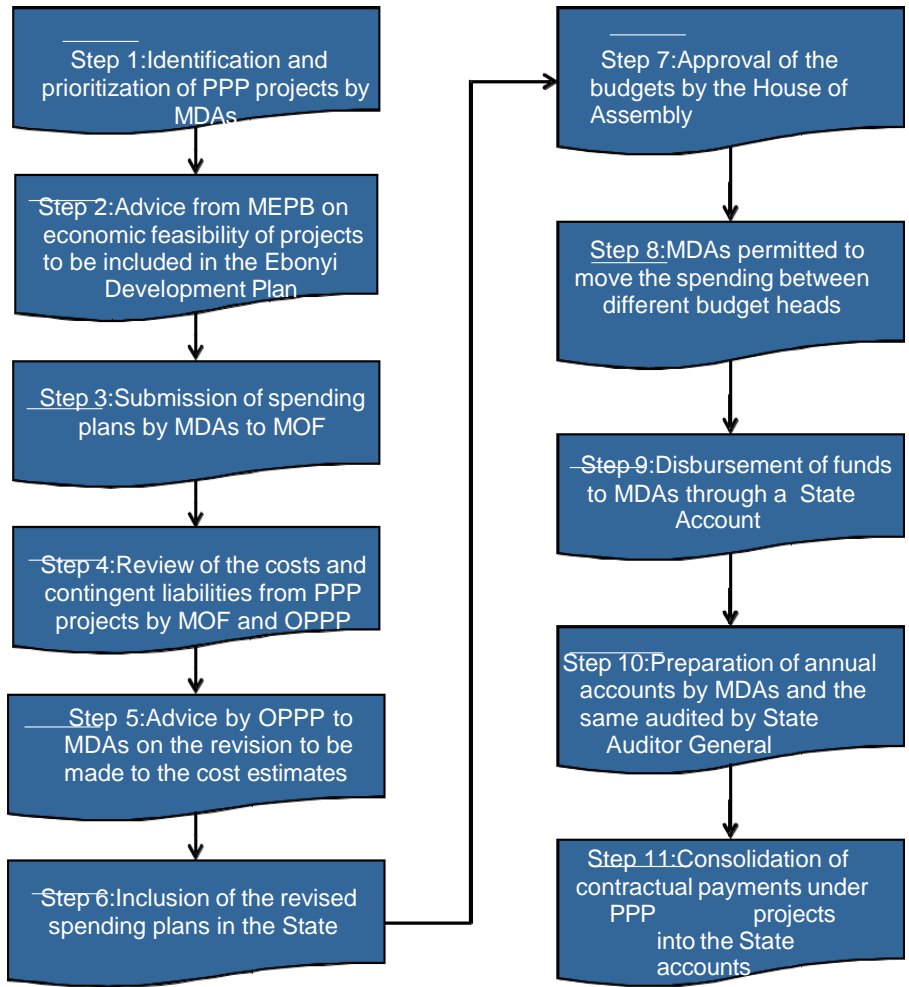 Step 1:Identification and
prioritization of PPP projects by
MDAs
Step 2:Advice from MEPB on
economic feasibility of projects
to be included in the Ebonyi
Development Plan
Step 3:Submission of spending
plans by MDAs to MOF
Step 4:Review of the costs and
contingent liabilities from PPP
projects by MOF and OPPP
Step 5:Advice by OPPP to
MDAs on the revision to be
made to the cost estimates
Step 6:Inclusion of the revised
spending plans in the State
Step 7:Approval of the
budgets by the House of
Assembly
Step 8:MDAs permitted to
move the spending between
different budget heads
Step 9:Disbursement of funds
to MDAs through a State
Account
Step 10:Preparation of annual
accounts by MDAs and the
same audited by State
Auditor General
Step 11:Consolidation of
contractual payments under
PPP projects
into the State
accounts